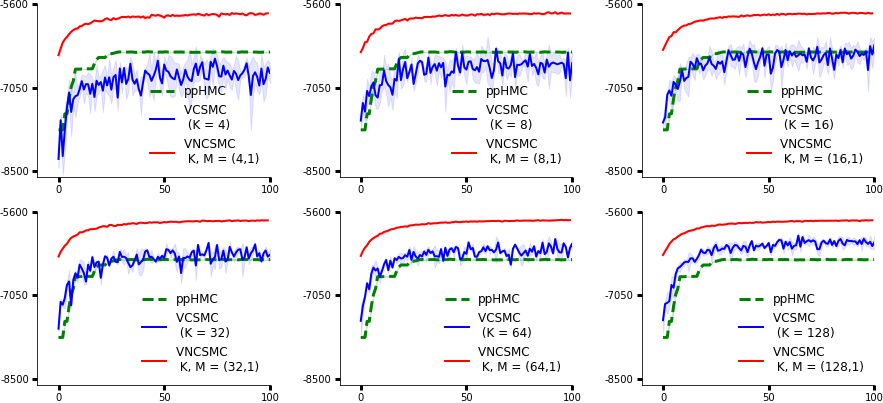 -5600
-7050
-8500
0
50
100
ppHMC
VCSMC
(K = 4)
VNCSMC
K, M = (4,1)
-5600
-7050
-8500
0
50
100
ppHMC
VCSMC
(K = 8)
VNCSMC
K, M = (8,1)
-5600
-7050
-8500
0
50
100
ppHMC
VCSMC
(K = 16)
VNCSMC
K, M = (16,1)
-5600
-7050
-8500
0
50
100
ppHMC
VCSMC
(K = 32)
VNCSMC
K, M = (32,1)
-5600
-7050
-8500
0
50
100
ppHMC
VCSMC
(K = 64)
VNCSMC
K, M = (64,1)
-5600
-7050
-8500
0
50
100
ppHMC
VCSMC
(K = 128)
VNCSMC
K, M = (128,1)